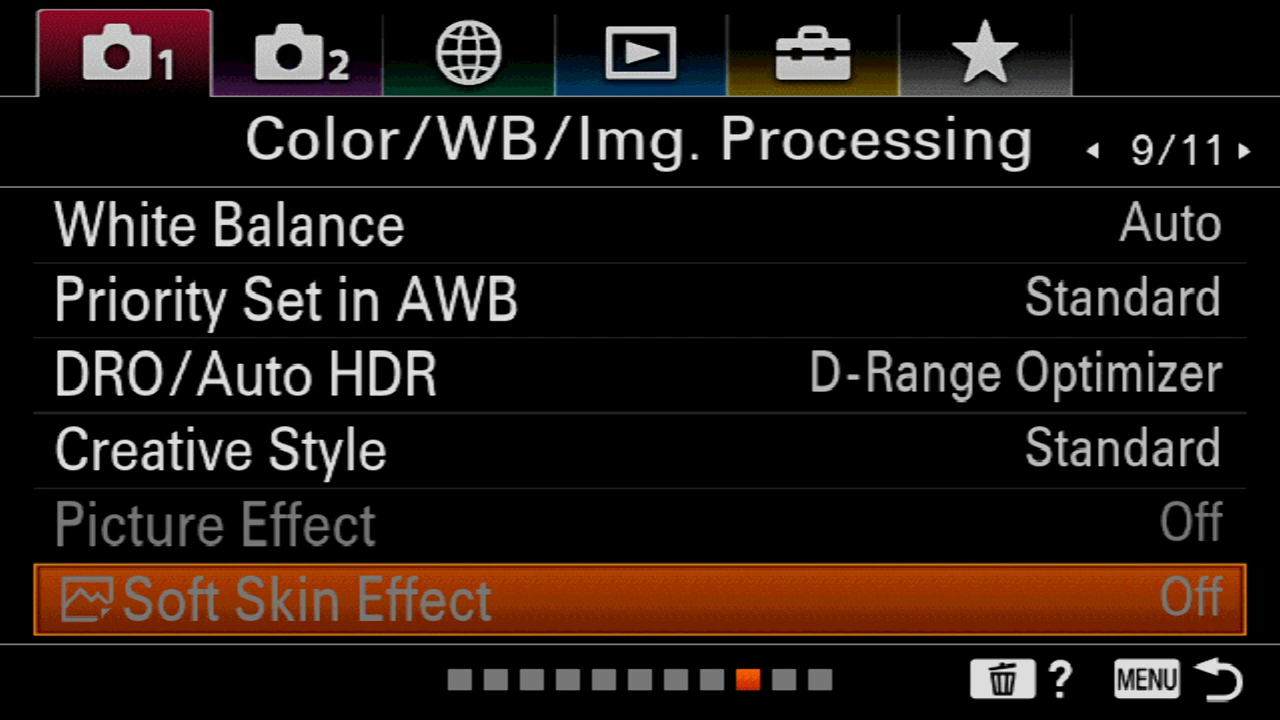 1 2
Color/WB/Img. Processing 9/11
White Balance Auto
Priority Set in AWB Standard
DRO/Auto HDR D-Range Optimizer
Creative Style Standard
Picture Effect Off
Soft Skin Effect Off
? MENU